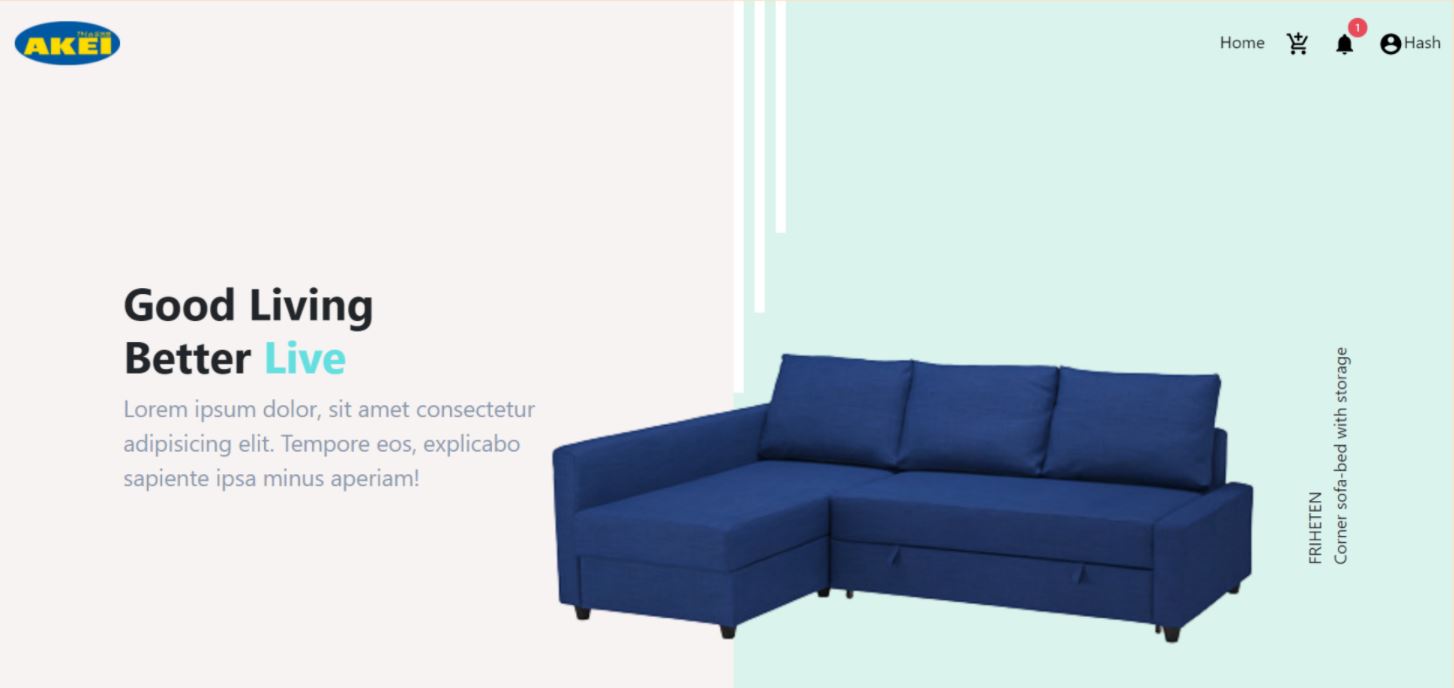 AKEI
Home
1
Hash
Good Living
Better Live
Lorem ipsum dolor, sit amet consectetur
adipisicing elit. Tempore eos, explicabo
sapiente ipsa minus aperiam!
FRIHETEN
Corner sofa-bed with storage